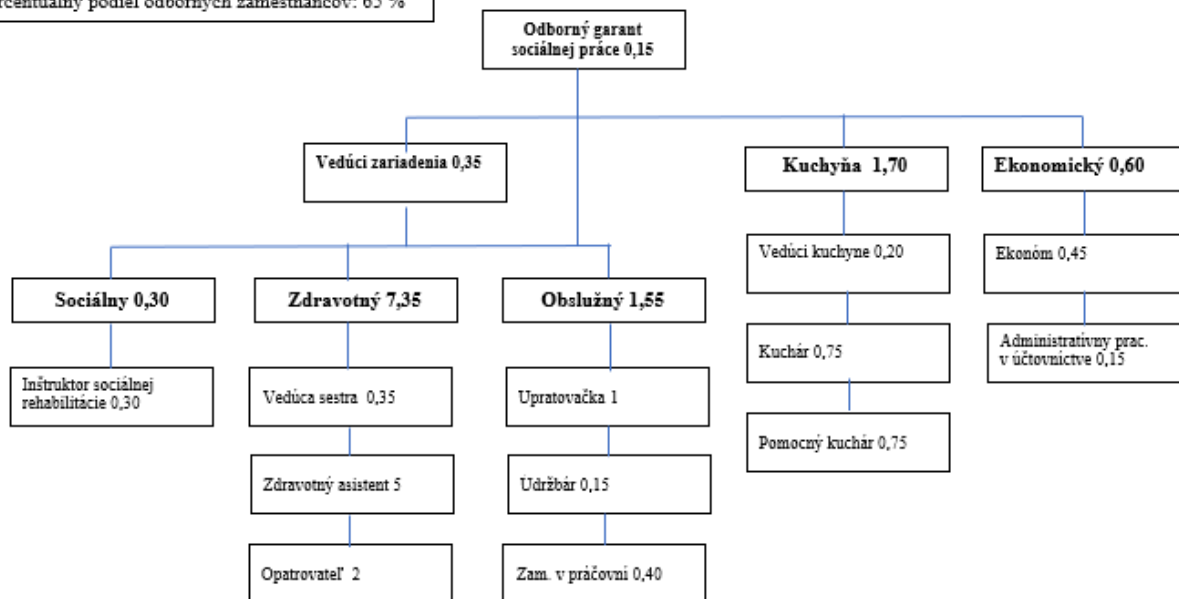 podiel odborných zamestnancov: 65 %
Odborný garant
sociálnej práce 0,15
Vedúci zariadenia 0,35
Kuchyňa 1,70
Ekonomický 0,60
Vedúci kuchyne 0,20
Ekonóm 0,45
Sociálny 0,30
Zdravotný 7,35
Obslužný 1,55
Kuchár 0,75
Administratívny prac.
v účtovníctve 0,15
Inštruktor sociálnej
rehabilitácie 0,30
Vedúca sestra 0,35
Upratovačka 1
Pomocný kuchár 0,75
Zdravotný asistent 5
Údržbár 0,15
Opatrovateľ 2
Zam. v práčovni 0,40